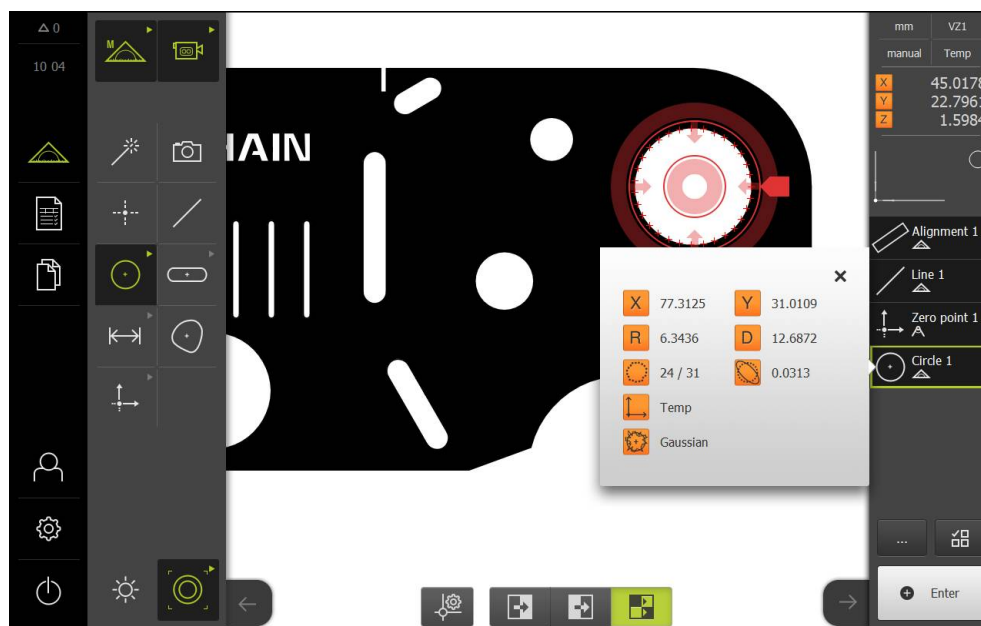 0
10 04
M
HAIN
mm VZ1
manual Temp
X 45.0178
Y 22.7961
Z 1.5984
Alignment 1
Line 1
Zero point 1
Circle 1
X 77.3125 Y 31.0109
R 6.3436 D 12.6872
24 / 31 0.0313
Temp
Gaussian
...
Enter